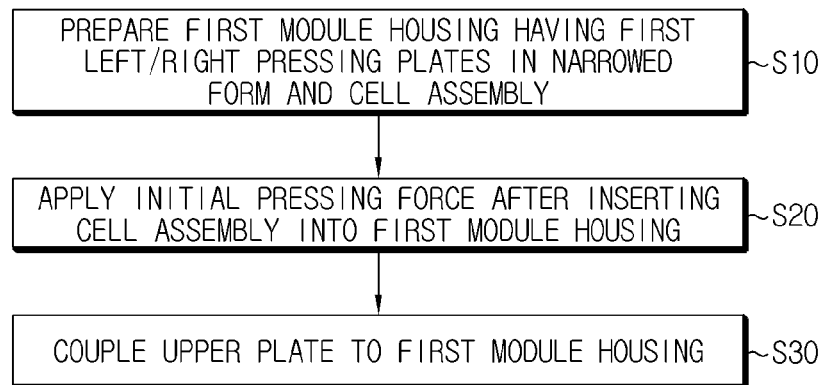 PREPARE FIRST MODULE HOUSING HAVING FIRST
LEFT/RIGHT PRESSING PLATES IN NARROWED
FORM AND CELL ASSEMBLY
~S10
APPLY INITIAL PRESSING FORCE AFTER INSERTING
CELL ASSEMBLY INTO FIRST MODULE HOUSING
~S20
COUPLE UPPER PLATE TO FIRST MODULE HOUSING
~S30